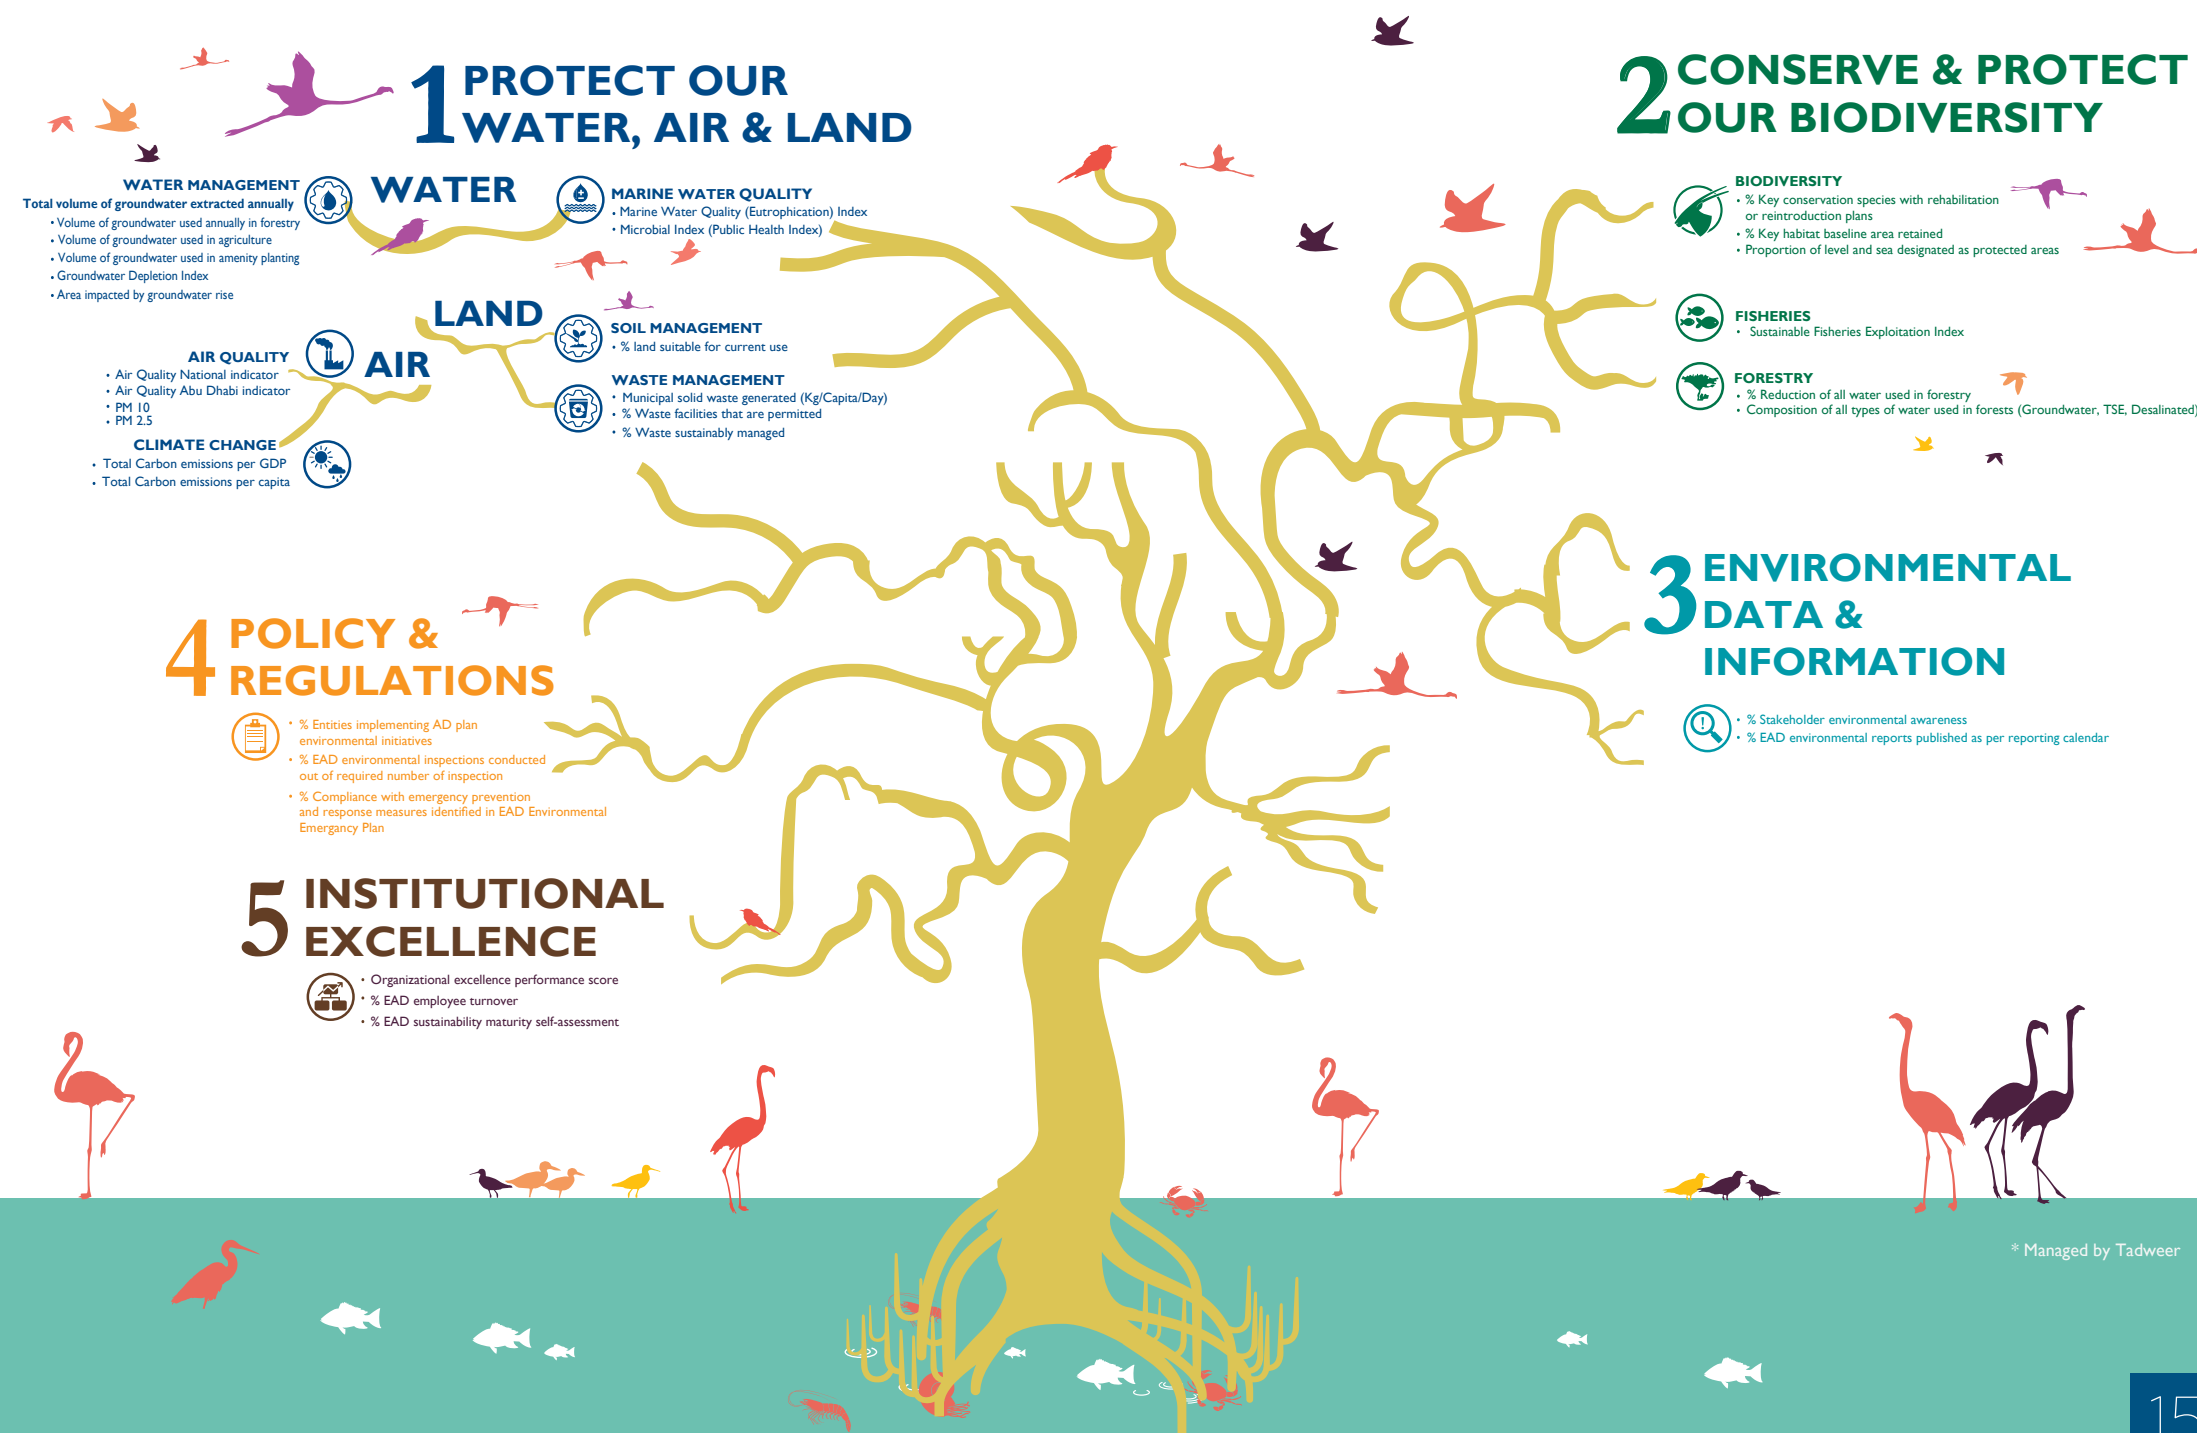 1 PROTECT OUR
WATER, AIR & LAND
WATER
WATER MANAGEMENT
Total volume of groundwater extracted annually
• Volume of groundwater used annually in forestry
• Volume of groundwater used in agriculture
• Volume of groundwater used in amenity planting
• Groundwater Depletion Index
• Area impacted by groundwater rise
MARINE WATER QUALITY
• Marine Water Quality (Eutrophication) Index
• Microbial Index (Public Health Index)
LAND
SOIL MANAGEMENT
• % land suitable for current use
WASTE MANAGEMENT
• Municipal solid waste generated (Kg/Capita/Day)
• % Waste facilities that are permitted
• % Waste sustainably managed
AIR
AIR QUALITY
• Air Quality National indicator
• Air Quality Abu Dhabi indicator
• PM 10
• PM 2.5
CLIMATE CHANGE
• Total Carbon emissions per GDP
• Total Carbon emissions per capita
2 CONSERVE & PROTECT
OUR BIODIVERSITY
BIODIVERSITY
• % Key conservation species with rehabilitation
or reintroduction plans
• % Key habitat baseline area retained
• Proportion of level and sea designated as protected areas
FISHERIES
• Sustainable Fisheries Exploitation Index
FORESTRY
• % Reduction of all water used in forestry
• Composition of all types of water used in forests (Groundwater, TSE, Desalinated)
3 ENVIRONMENTAL
DATA &
INFORMATION
• % Stakeholder environmental awareness
• % EAD environmental reports published as per reporting calendar
4 POLICY &
REGULATIONS
• % Entities implementing AD plan
environmental initiatives
• % EAD environmental inspections conducted
out of required number of inspection
• % Compliance with emergency prevention
and response measures identified in EAD Environmental
Emergancy Plan
5 INSTITUTIONAL
EXCELLENCE
• Organizational excellence performance score
• % EAD employee turnover
• % EAD sustainability maturity self-assessment
* Managed by Tadweer
15